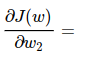 ∂J(w)/∂w₂ =